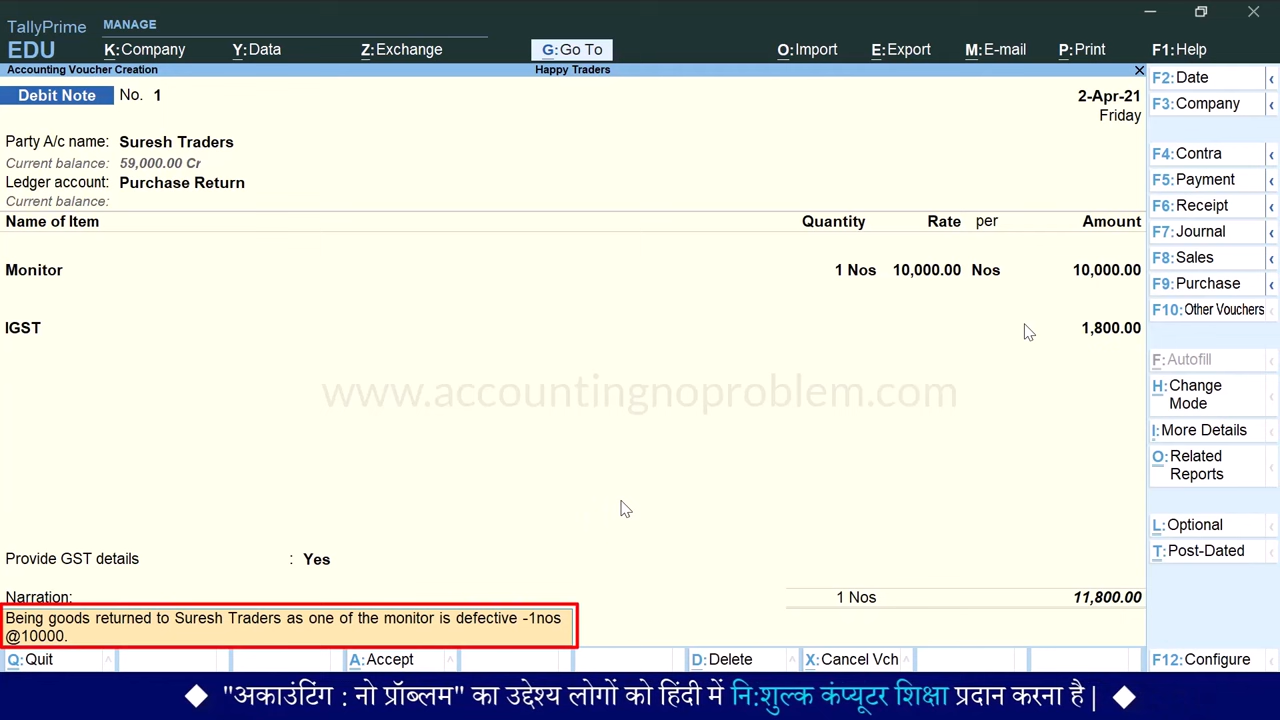 TallyPrime MANAGE
EDU K:Company Y:Data Z:Exchange G:Go To O:Import E:Export M:E-mail P:Print F1:Help
Accounting Voucher Creation Happy Traders
Debit Note No. 1 2-Apr-21
Friday
Party A/c name: Suresh Traders
Current balance: 59,000.00 Cr
Ledger account: Purchase Return
Current balance:
Name of Item Quantity Rate per Amount
Monitor 1 Nos 10,000.00 Nos 10,000.00
IGST 1,800.00
www.accountingnoproblem.com
Provide GST details : Yes
Narration: 1 Nos 11,800.00
Being goods returned to Suresh Traders as one of the monitor is defective -1nos
@10000.
Q:Quit A:Accept D:Delete X:Cancel Vch
F2:Date
F3:Company
F4:Contra
F5:Payment
F6:Receipt
F7:Journal
F8:Sales
F9:Purchase
F10:Other Vouchers
F:Autofill
H:Change
Mode
I:More Details
O:Related
Reports
L:Optional
T:Post-Dated
F12:Configure
"अकाउंटिंग : नो प्रॉब्लम" का उद्देश्य लोगों को हिंदी में नि:शुल्क कंप्यूटर शिक्षा प्रदान करना है|